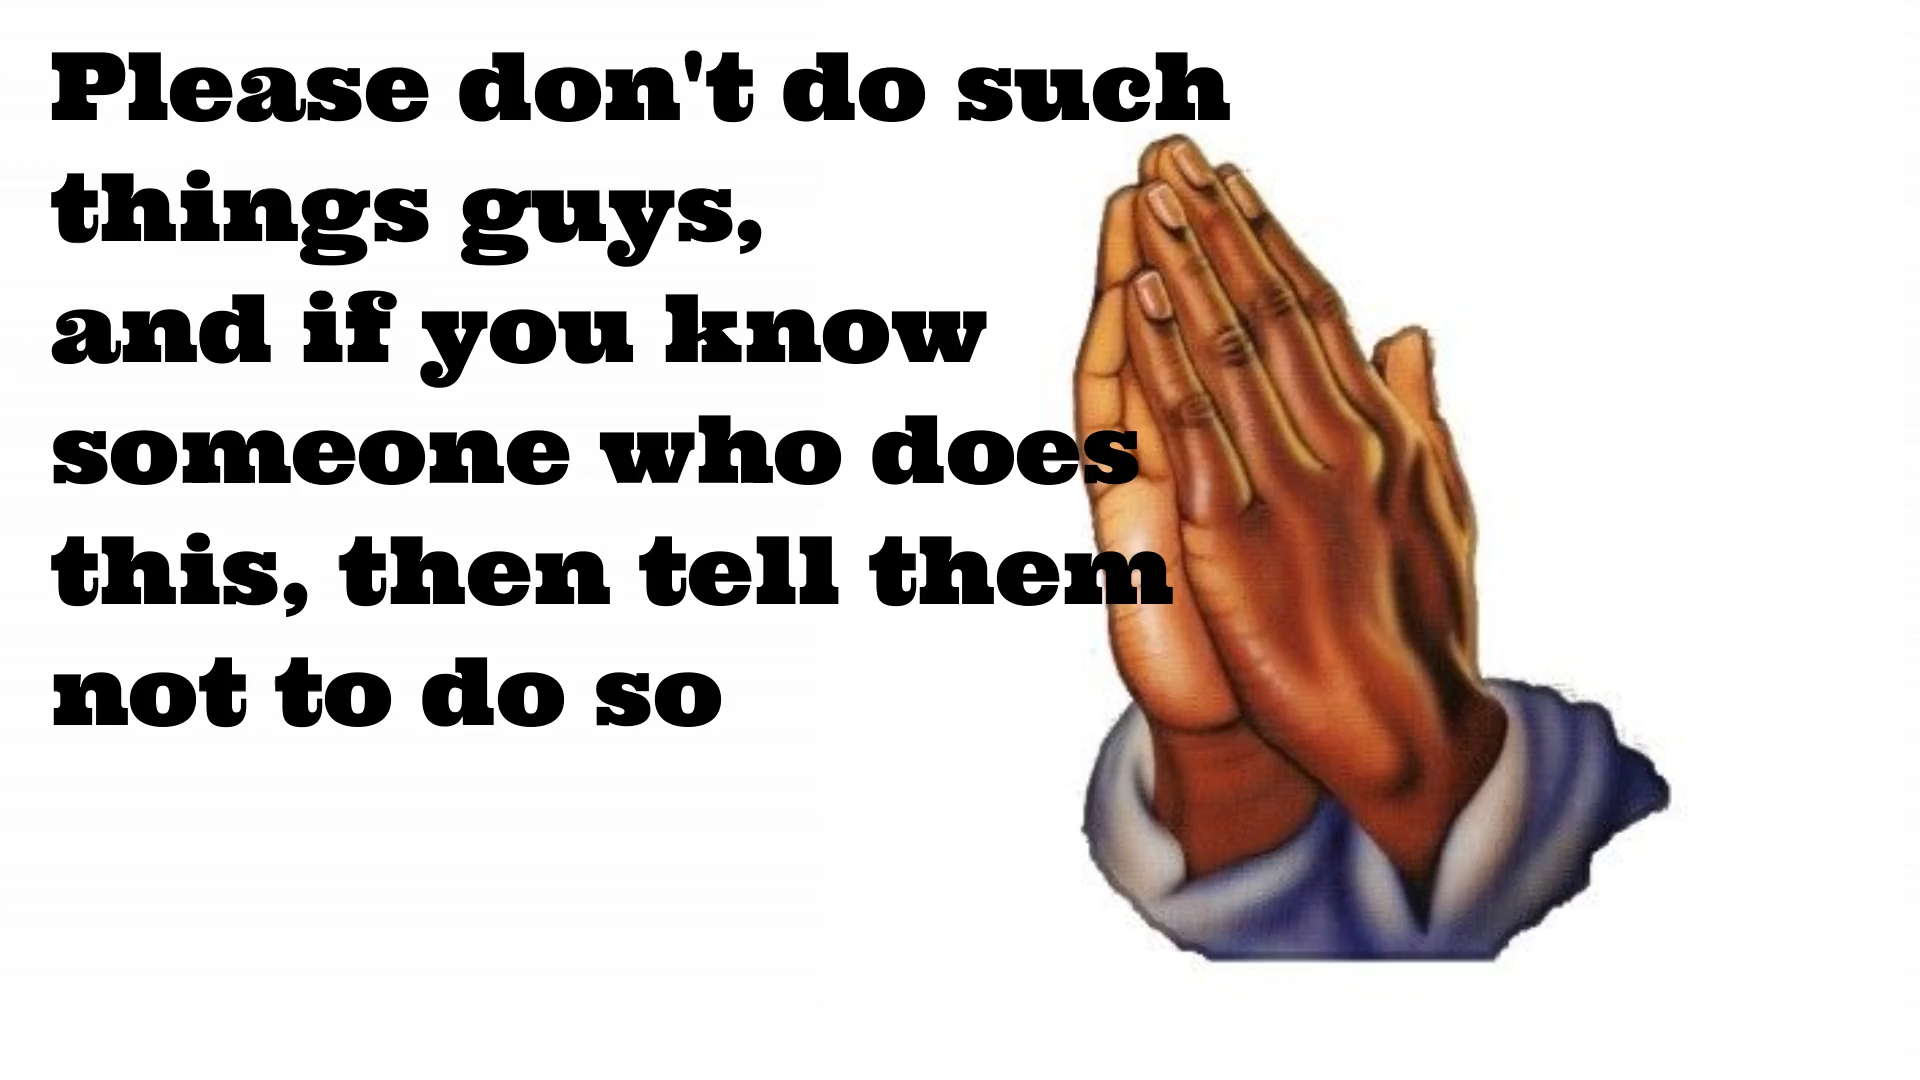 Please don't do such
things guys,
and if you know
someone who does
this, then tell them
not to do so